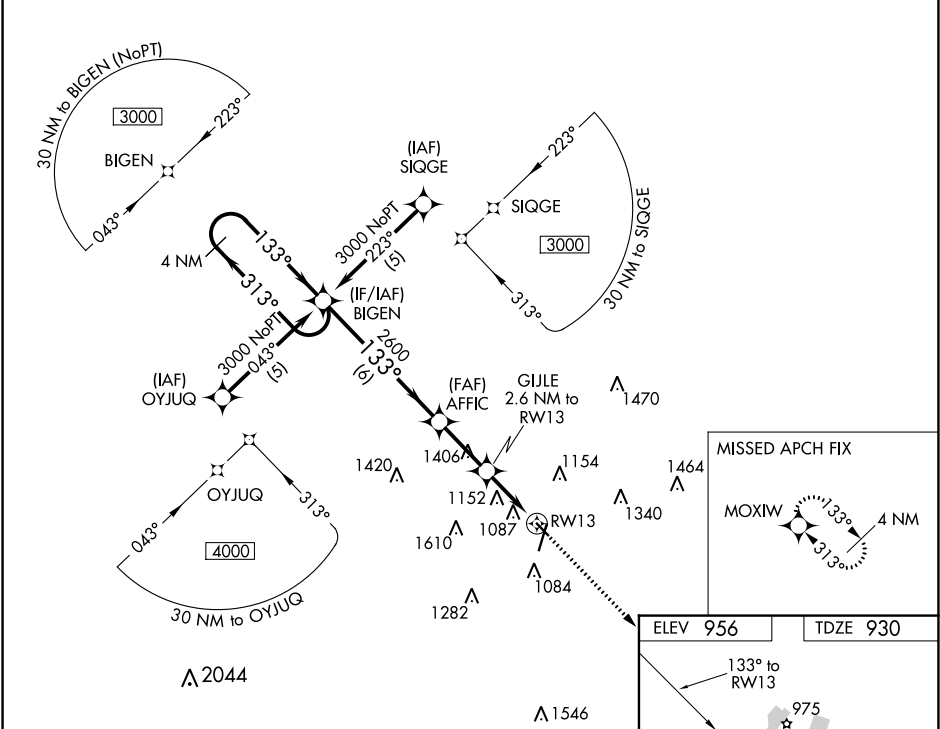 30 NM to BIGEN (NoPT)
3000
223°
BIGEN
043°
(IAF)
SIQGE
223°
SIQGE
3000
313°
30 NM to SIQGE
4 NM
133°
313°
3000 NoPT
223°
(5)
(IF/IAF)
BIGEN
3000 NoPT
043°
(5)
(IAF)
OYJUQ
2600
133°
(6)
(FAF)
AFFIC
GIJLE
2.6 NM to
RW13
1470
1420
1406
1154
1464
1152
1087
RW13
1340
1610
1084
1282
OYJUQ
043°
313°
4000
30 NM to OYJUQ
2044
1546
MISSED APCH FIX
MOXIW
133°
313°
4 NM
ELEV 956
TDZE 930
133° to
RW13
975